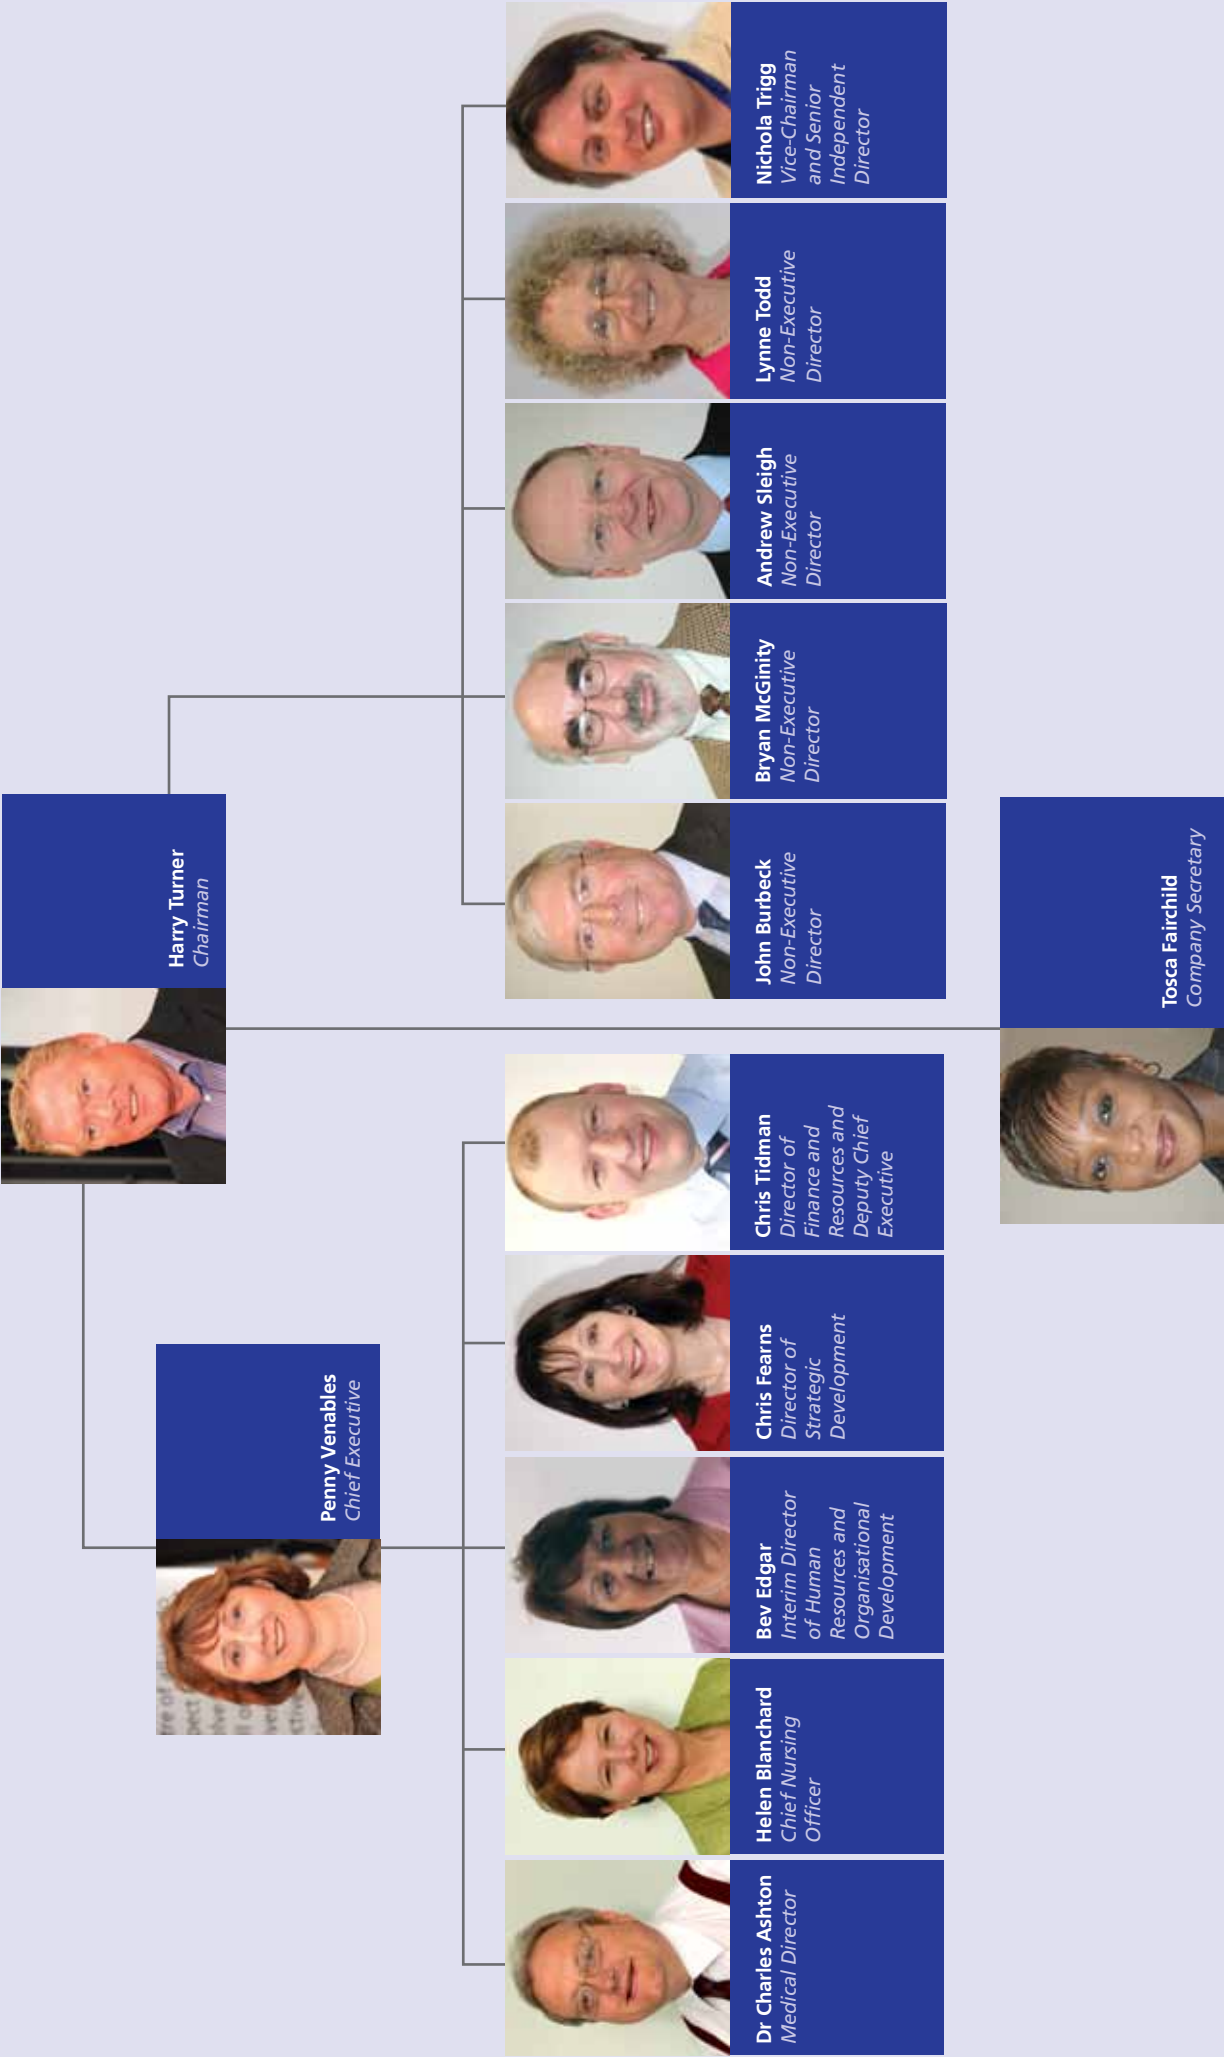 Harry Turner
Chairman
Penny Venables
Chief Executive
Dr Charles Ashton
Medical Director
Helen Blanchard
Chief Nursing
Officer
Bev Edgar
Interim Director
of Human
Resources and
Organisational
Development
Chris Fearns
Director of
Strategic
Development
Chris Tidman
Director of
Finance and
Resources and
Deputy Chief
Executive
John Burbeck
Non-Executive
Director
Bryan McGinity
Non-Executive
Director
Andrew Sleigh
Non-Executive
Director
Lynne Todd
Non-Executive
Director
Nichola Trigg
Vice-Chairman
and Senior
Independent
Director
Tosca Fairchild
Company Secretary